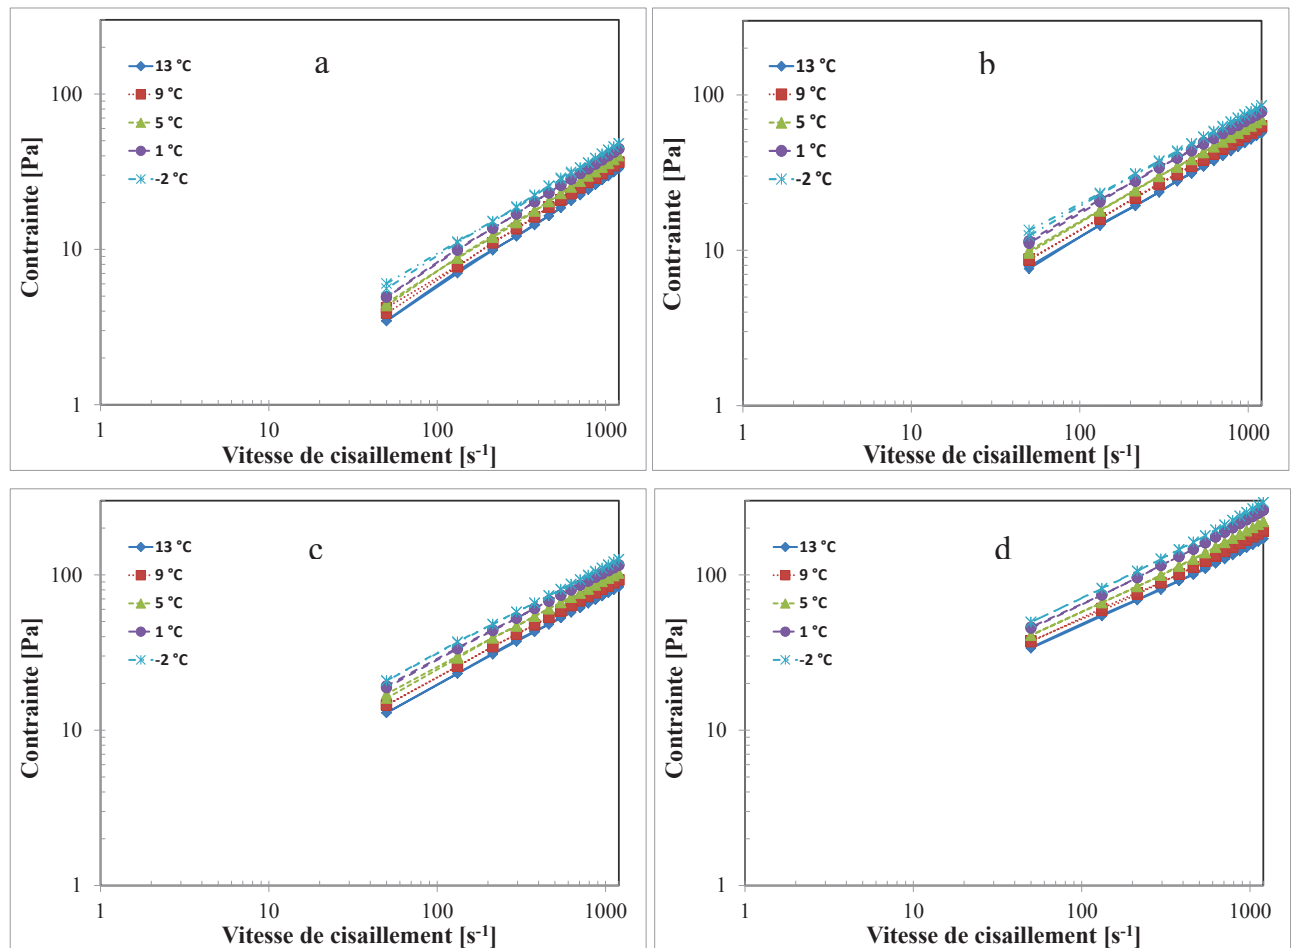 a
13 °C
9 °C
5 °C
1 °C
-2 °C
Contrainte [Pa]
100
10
1
1 10 100 1000
Vitesse de cisaillement [s-1]
b
13 °C
9 °C
5 °C
1 °C
-2 °C
Contrainte [Pa]
100
10
1
1 10 100 1000
Vitesse de cisaillement [s-1]
c
13 °C
9 °C
5 °C
1 °C
-2 °C
Contrainte [Pa]
100
10
1
1 10 100 1000
Vitesse de cisaillement [s-1]
d
13 °C
9 °C
5 °C
1 °C
-2 °C
Contrainte [Pa]
100
10
1
1 10 100 1000
Vitesse de cisaillement [s-1]